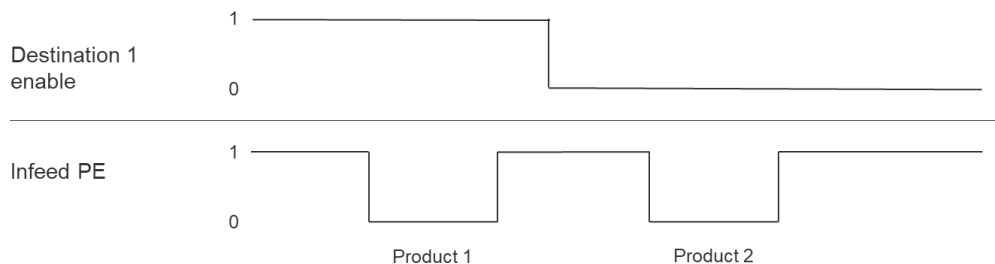 1
Destination 1
enable
0
1
Infeed PE
0
Product 1
Product 2